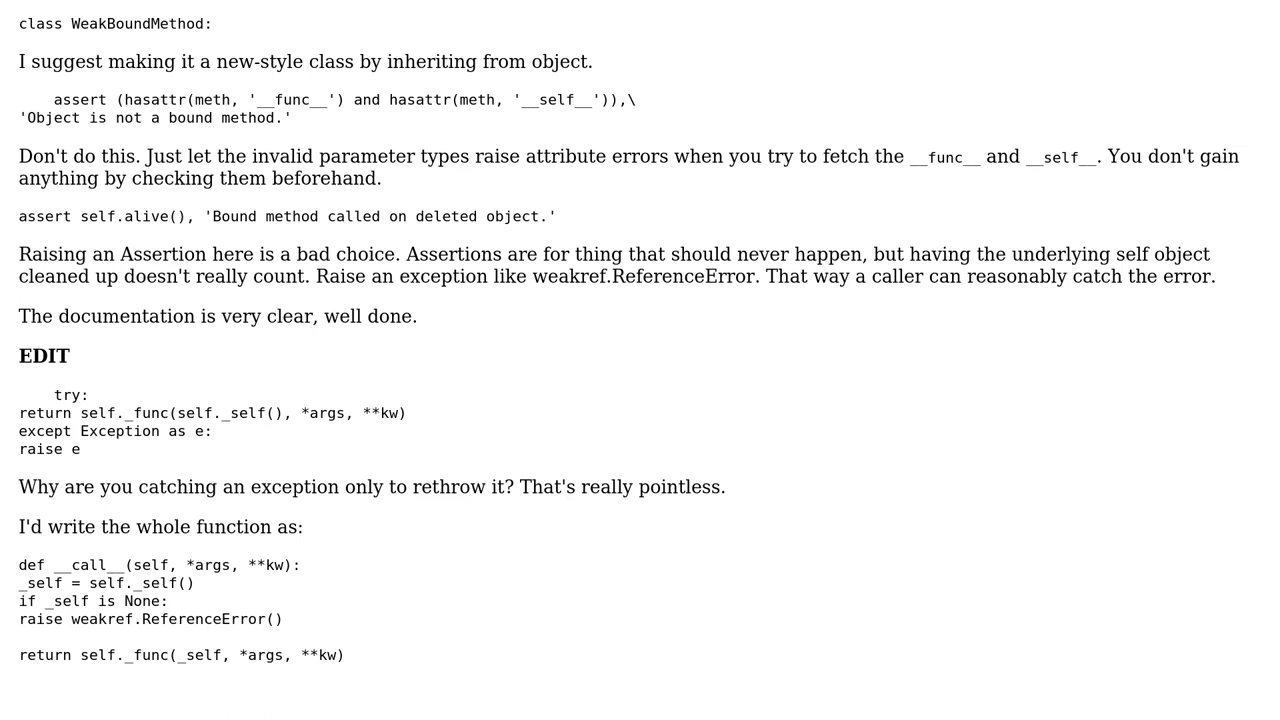 class WeakBoundMethod:
I suggest making it a new-style class by inheriting from object.
    assert (hasattr(meth, '__func__') and hasattr(meth, '__self__')),\
'Object is not a bound method.'
Don't do this. Just let the invalid parameter types raise attribute errors when you try to fetch the __func__ and __self__. You don't gain
anything by checking them beforehand.
assert self.alive(), 'Bound method called on deleted object.'
Raising an Assertion here is a bad choice. Assertions are for thing that should never happen, but having the underlying self object
cleaned up doesn't really count. Raise an exception like weakref.ReferenceError. That way a caller can reasonably catch the error.
The documentation is very clear, well done.
EDIT
    try:
return self._func(self._self(), *args, **kw)
except Exception as e:
raise e
Why are you catching an exception only to rethrow it? That's really pointless.
I'd write the whole function as:
def __call__(self, *args, **kw):
_self = self._self()
if _self is None:
raise weakref.ReferenceError()
return self._func(_self, *args, **kw)